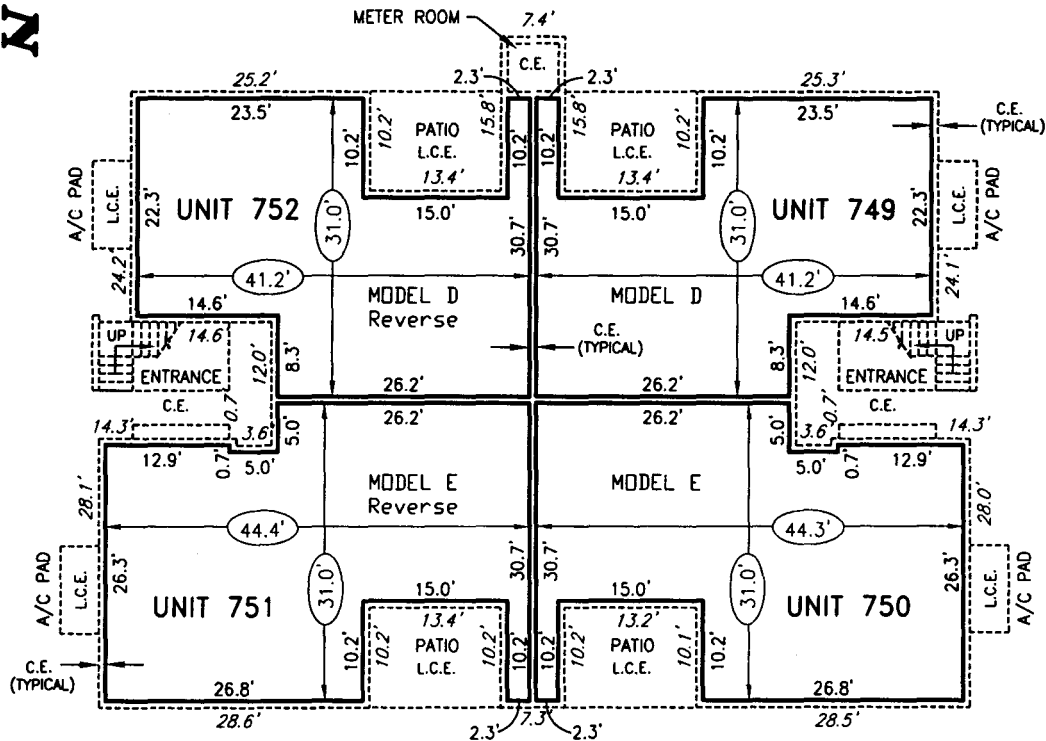 N
METER ROOM
7.4'
C.E.
25.2'
2.3'
2.3'
25.3'
23.5'
10.2'
10.2'
PATIO
L.C.E.
13.4'
15.8'
10.2'
10.2'
15.8'
PATIO
L.C.E.
13.4'
10.2'
10.2'
23.5'
C.E.
(TYPICAL)
A/C PAD
L.C.E.
22.3'
UNIT 752
31.0'
15.0'
30.7'
30.7'
15.0'
31.0'
UNIT 749
22.3'
L.C.E.
A/C PAD
24.2'
41.2'
41.2'
24.1'
MODEL D
Reverse
MODEL D
14.6'
14.6'
UP
14.6
ENTRANCE
12.0'
8.3'
C.E.
(TYPICAL)
8.3'
12.0'
14.5'
UP
ENTRANCE
C.E.
26.2'
26.2'
C.E.
0.7'
26.2'
26.2'
0.7'
14.3'
3.6'
5.0'
5.0'
3.6'
14.3'
12.9'
0.7'
5.0'
5.0'
0.7'
12.9'
MODEL E
Reverse
MODEL E
28.1'
44.4'
44.3'
28.0'
A/C PAD
L.C.E.
26.3'
UNIT 751
31.0'
15.0'
30.7'
30.7'
15.0'
31.0'
UNIT 750
26.3'
L.C.E.
A/C PAD
10.2'
10.2
13.4'
PATIO
L.C.E.
10.2'
10.2'
10.2'
10.2
13.2'
PATIO
L.C.E.
10.1'
10.2'
C.E.
(TYPICAL)
26.8'
26.8'
28.6'
2.3'
7.3'
2.3'
28.5'